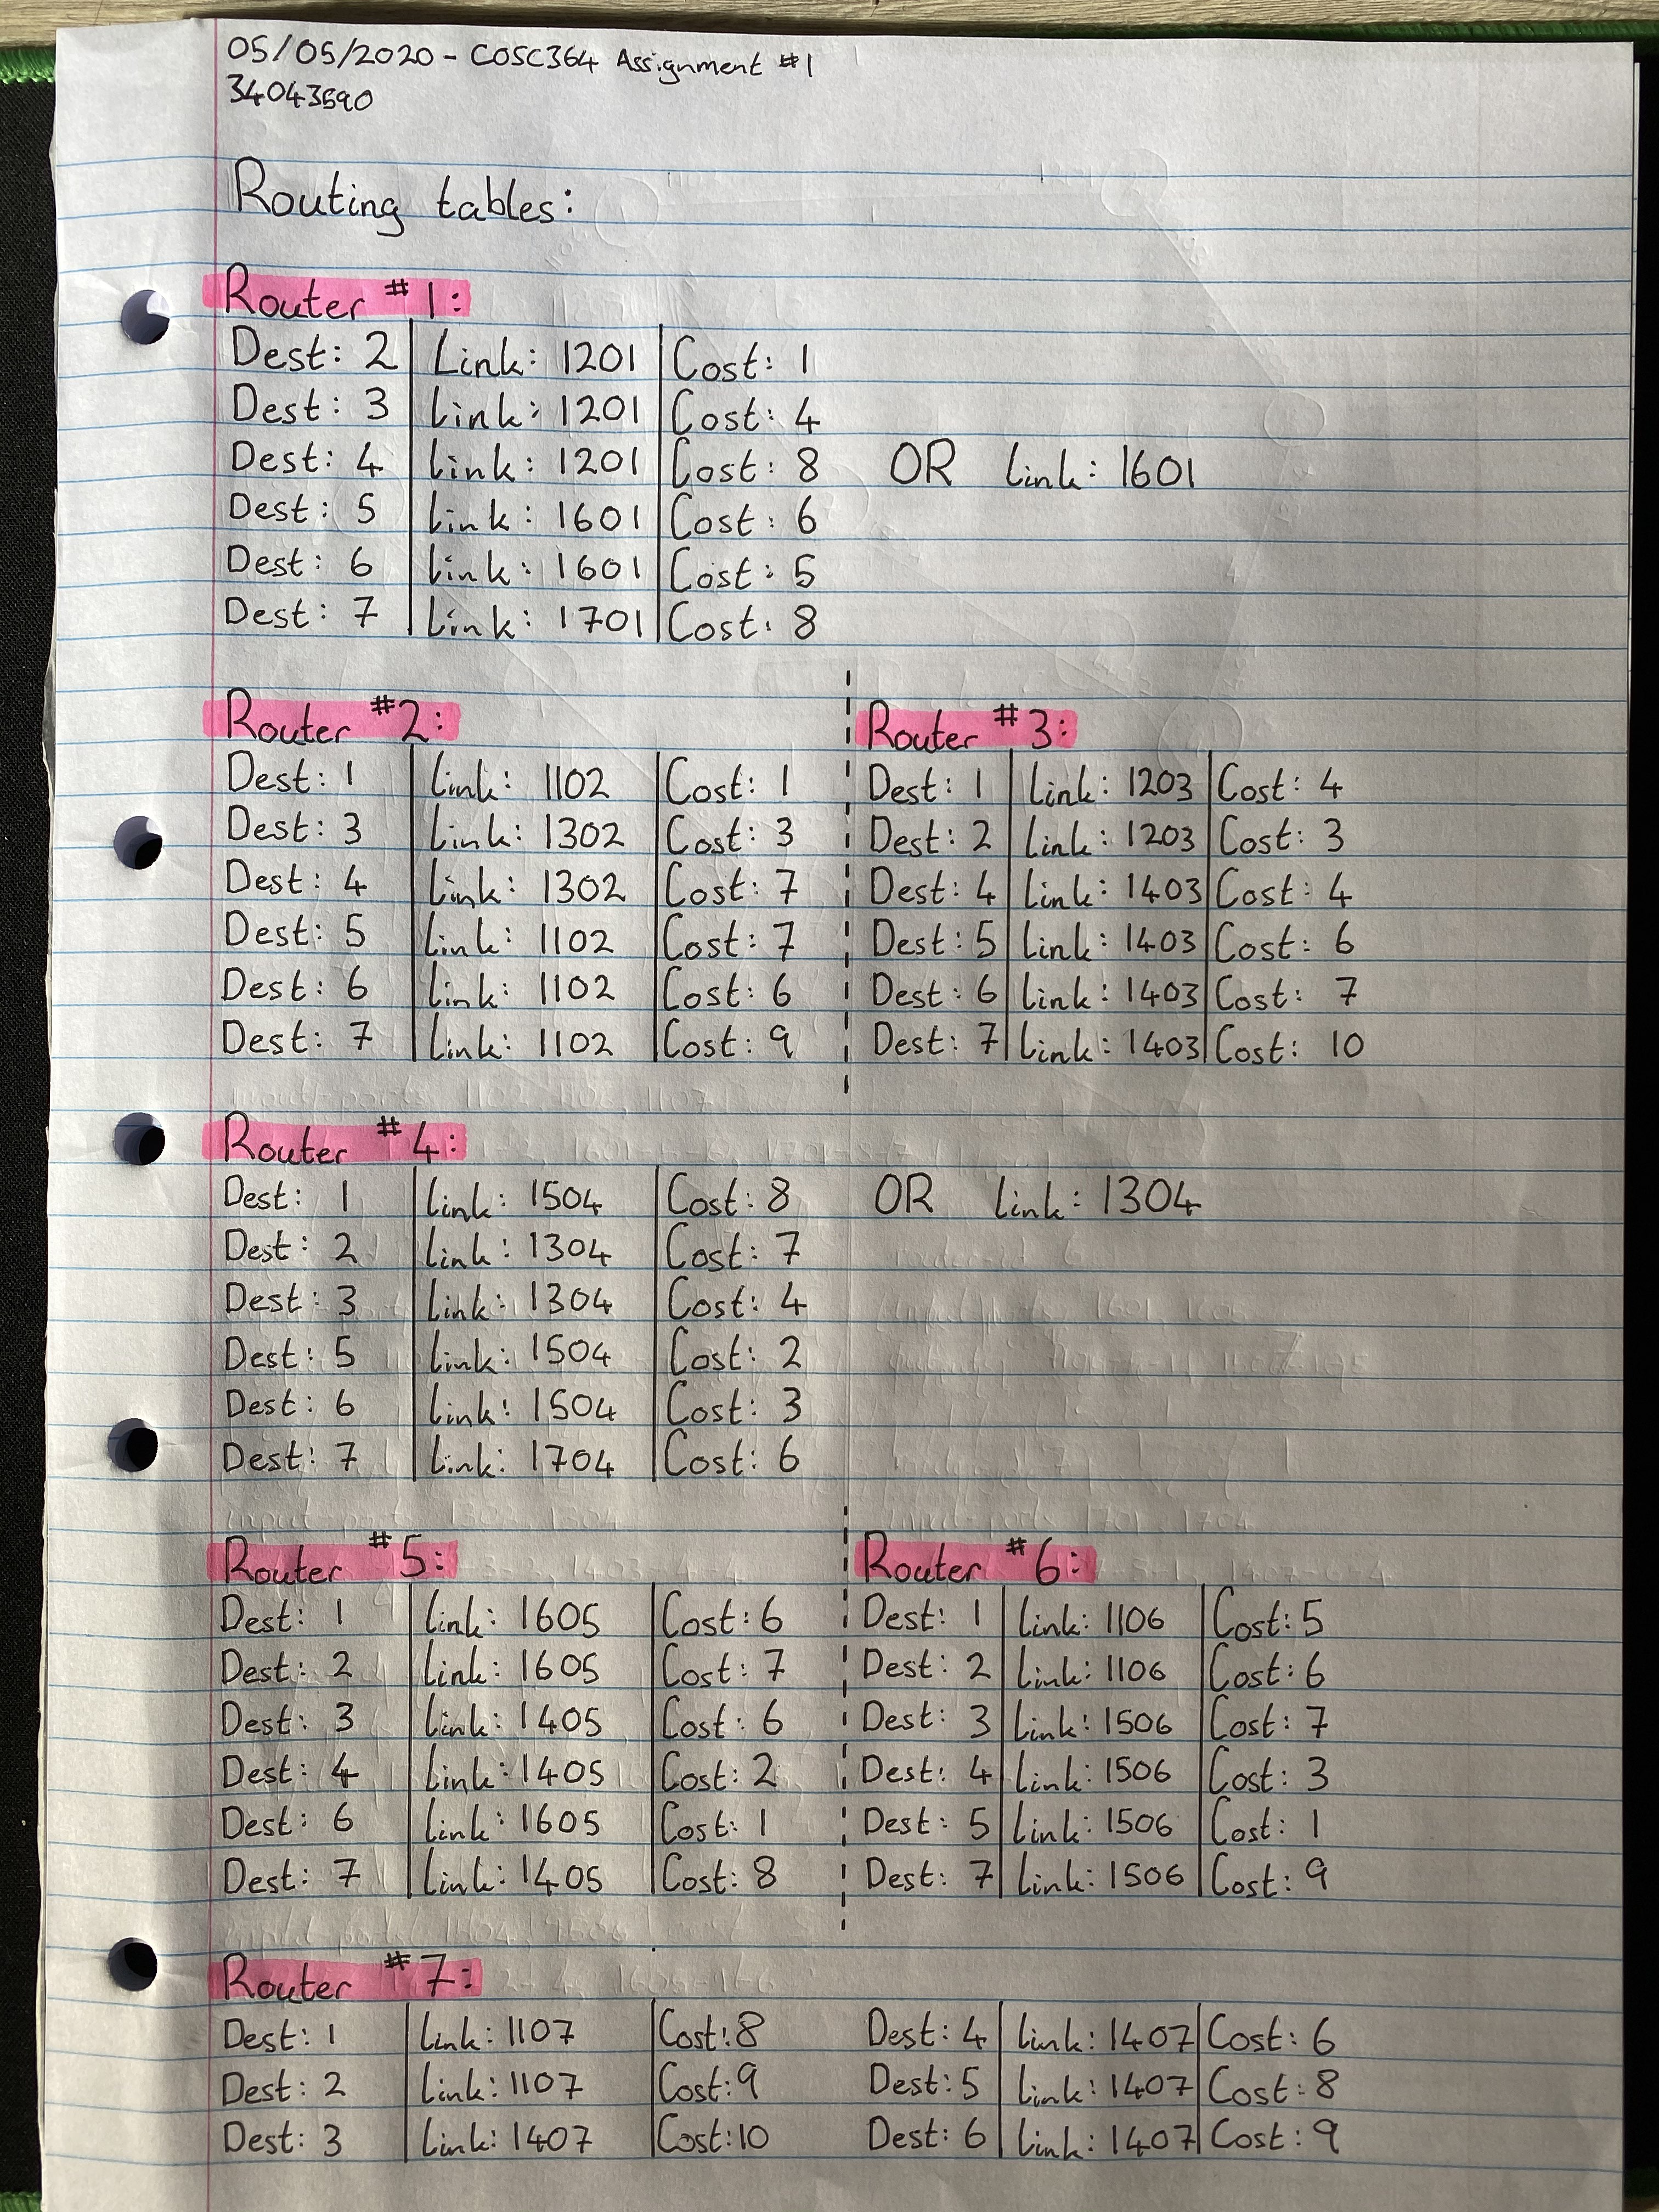 05/05/2020 - COSC364 Assignment #1
34043590
Routing tables:
Router #1:
Dest: 2 | Link: 1201 | Cost: 1
Dest: 3 | Link: 1201 | Cost: 4
Dest: 4 | Link: 1201 | Cost: 8 OR Link: 1601
Dest: 5 | Link: 1601 | Cost: 6
Dest: 6 | Link: 1601 | Cost: 5
Dest: 7 | Link: 1701 | Cost: 8
Router #2:
Dest: 1 | Link: 1102 | Cost: 1
Dest: 3 | Link: 1302 | Cost: 3
Dest: 4 | Link: 1302 | Cost: 7
Dest: 5 | Link: 1102 | Cost: 7
Dest: 6 | Link: 1102 | Cost: 6
Dest: 7 | Link: 1102 | Cost: 9
Router #3:
Dest: 1 | Link: 1203 | Cost: 4
Dest: 2 | Link: 1203 | Cost: 3
Dest: 4 | Link: 1403 | Cost: 4
Dest: 5 | Link: 1403 | Cost: 6
Dest: 6 | Link: 1403 | Cost: 7
Dest: 7 | Link: 1403 | Cost: 10
Router #4:
Dest: 1 | Link: 1504 | Cost: 8 OR Link: 1304
Dest: 2 | Link: 1304 | Cost: 7
Dest: 3 | Link: 1304 | Cost: 4
Dest: 5 | Link: 1504 | Cost: 2
Dest: 6 | Link: 1504 | Cost: 3
Dest: 7 | Link: 1704 | Cost: 6
Router #5:
Dest: 1 | Link: 1605 | Cost: 6
Dest: 2 | Link: 1605 | Cost: 7
Dest: 3 | Link: 1405 | Cost: 6
Dest: 4 | Link: 1405 | Cost: 2
Dest: 6 | Link: 1605 | Cost: 1
Dest: 7 | Link: 1405 | Cost: 8
Router #6:
Dest: 1 | Link: 1106 | Cost: 5
Dest: 2 | Link: 1106 | Cost: 6
Dest: 3 | Link: 1506 | Cost: 7
Dest: 4 | Link: 1506 | Cost: 3
Dest: 5 | Link: 1506 | Cost: 1
Dest: 7 | Link: 1506 | Cost: 9
Router #7:
Dest: 1 | Link: 1107 | Cost: 8
Dest: 2 | Link: 1107 | Cost: 9
Dest: 3 | Link: 1407 | Cost: 10
Dest: 4 | Link: 1407 | Cost: 6
Dest: 5 | Link: 1407 | Cost: 8
Dest: 6 | Link: 1407 | Cost: 9